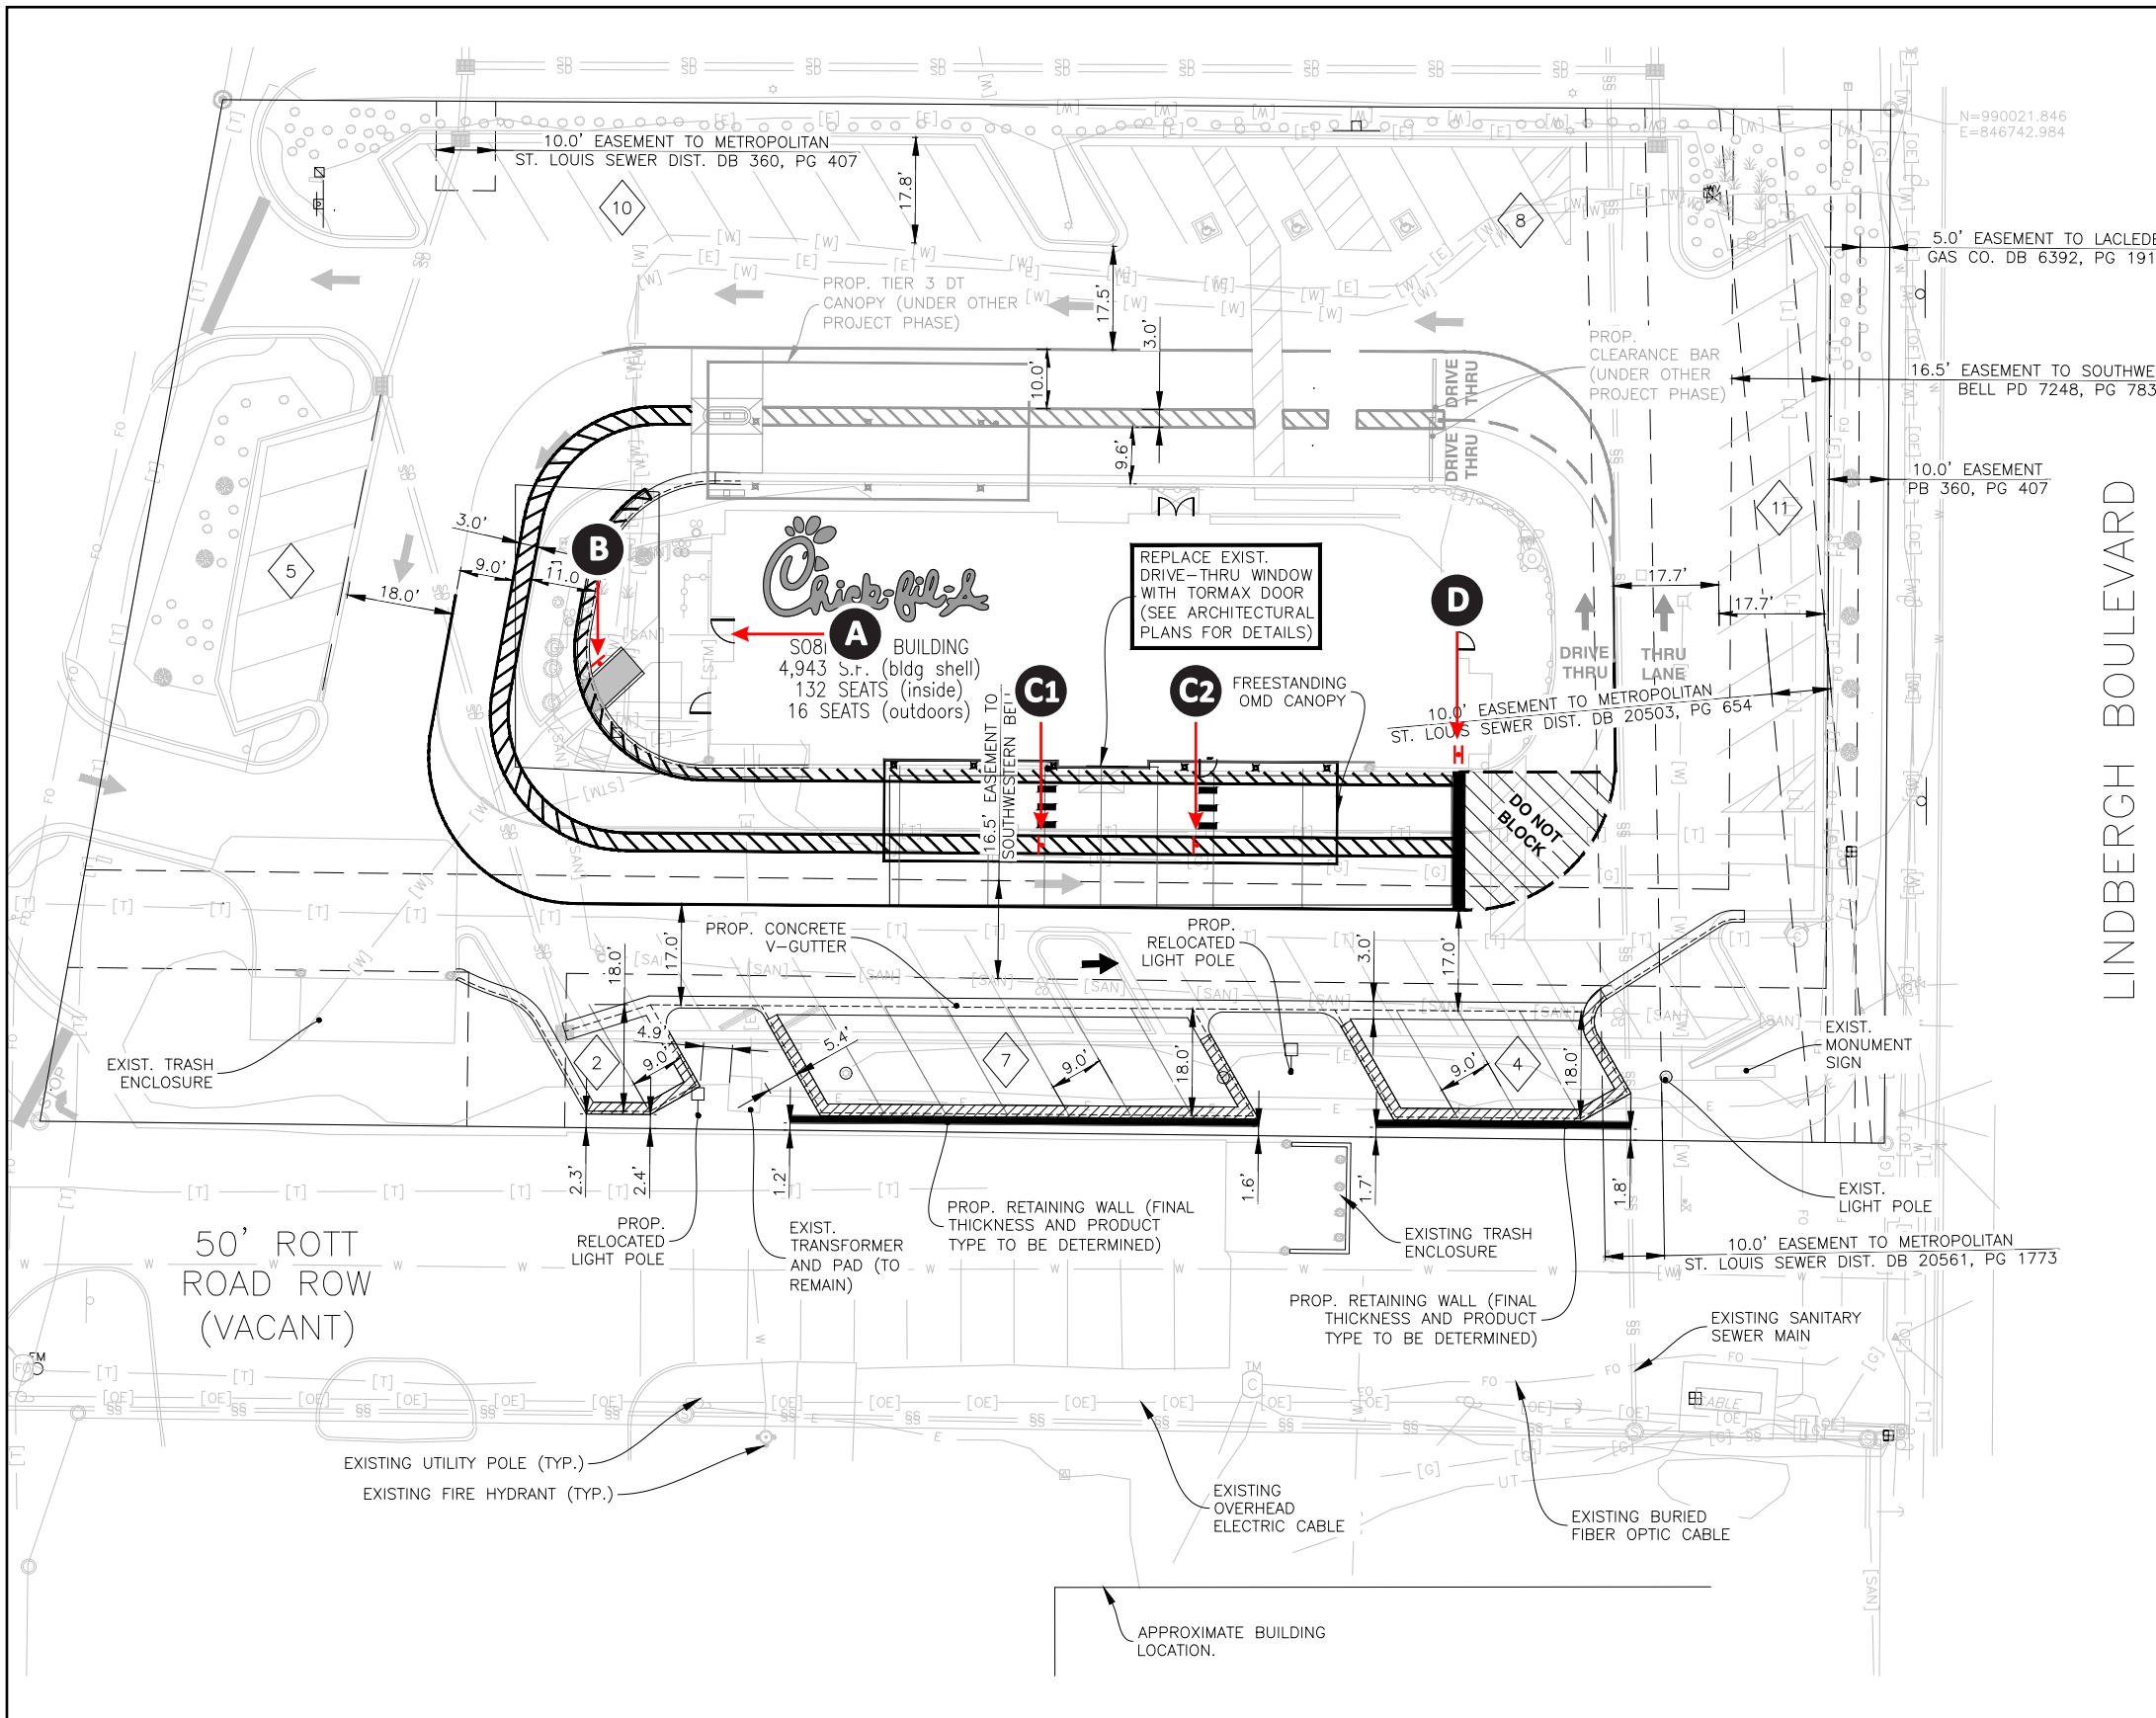 N=990021.846
E=846742.984
10.0' EASEMENT TO METROPOLITAN
ST. LOUIS SEWER DIST. DB 360, PG 407
17.8'
10
8
5.0' EASEMENT TO LACLEDE
GAS CO. DB 6392, PG 191
PROP. TIER 3 DT
CANOPY (UNDER OTHER
PROJECT PHASE)
17.5'
3.0'
10.0'
9.6'
DRIVE
THRU
DRIVE
THRU
PROP.
CLEARANCE BAR
(UNDER OTHER
PROJECT PHASE)
16.5' EASEMENT TO SOUTHWE
BELL PD 7248, PG 783
10.0' EASEMENT
PB 360, PG 407
11
LINDBERGH BOULEVARD
5
3.0'
9.0'
11.0
18.0'
B
Chick-fil-A
A
BUILDING
4,943 S.F. (bldg shell)
132 SEATS (inside)
16 SEATS (outdoors)
REPLACE EXIST.
DRIVE-THRU WINDOW
WITH TORMAX DOOR
(SEE ARCHITECTURAL
PLANS FOR DETAILS)
D
17.7'
17.7'
DRIVE
THRU
THRU
LANE
C1
C2
FREESTANDING
OMD CANOPY
10.0' EASEMENT TO METROPOLITAN
ST. LOUIS SEWER DIST. DB 20503, PG 654
16.5' EASEMENT TO
SOUTHWESTERN BELL
DO NOT
BLOCK
PROP. CONCRETE
V-GUTTER
PROP.
RELOCATED
LIGHT POLE
18.0'
17.0'
3.0'
17.0'
EXIST. TRASH
ENCLOSURE
2
4.9'
9.0'
5.4'
7
9.0'
18.0'
9.0'
4
18.0'
EXIST.
MONUMENT
SIGN
2.3'
2.4'
1.2'
1.6'
1.7'
1.8'
EXIST.
LIGHT POLE
50' ROTT
ROAD ROW
(VACANT)
PROP.
RELOCATED
LIGHT POLE
EXIST.
TRANSFORMER
AND PAD (TO
REMAIN)
PROP. RETAINING WALL (FINAL
THICKNESS AND PRODUCT
TYPE TO BE DETERMINED)
EXISTING TRASH
ENCLOSURE
10.0' EASEMENT TO METROPOLITAN
ST. LOUIS SEWER DIST. DB 20561, PG 1773
PROP. RETAINING WALL (FINAL
THICKNESS AND PRODUCT
TYPE TO BE DETERMINED)
EXISTING SANITARY
SEWER MAIN
TM
C
CABLE
EXISTING UTILITY POLE (TYP.)
EXISTING FIRE HYDRANT (TYP.)
EXISTING
OVERHEAD
ELECTRIC CABLE
EXISTING BURIED
FIBER OPTIC CABLE
APPROXIMATE BUILDING
LOCATION.